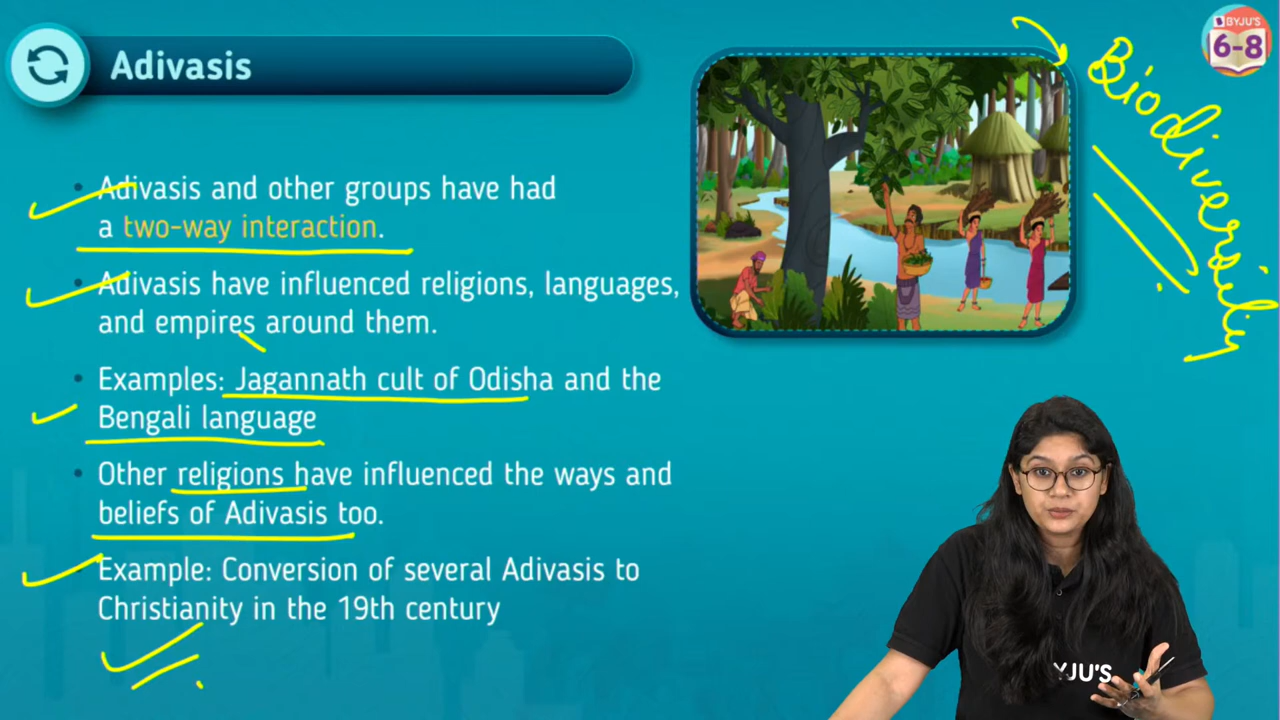 Adivasis
BYJU'S
6-8
Biodiversity
• Adivasis and other groups have had
a two-way interaction.
• Adivasis have influenced religions, languages,
and empires around them.
• Examples: Jagannath cult of Odisha and the
Bengali language
• Other religions have influenced the ways and
beliefs of Adivasis too.
• Example: Conversion of several Adivasis to
Christianity in the 19th century
YJU'S